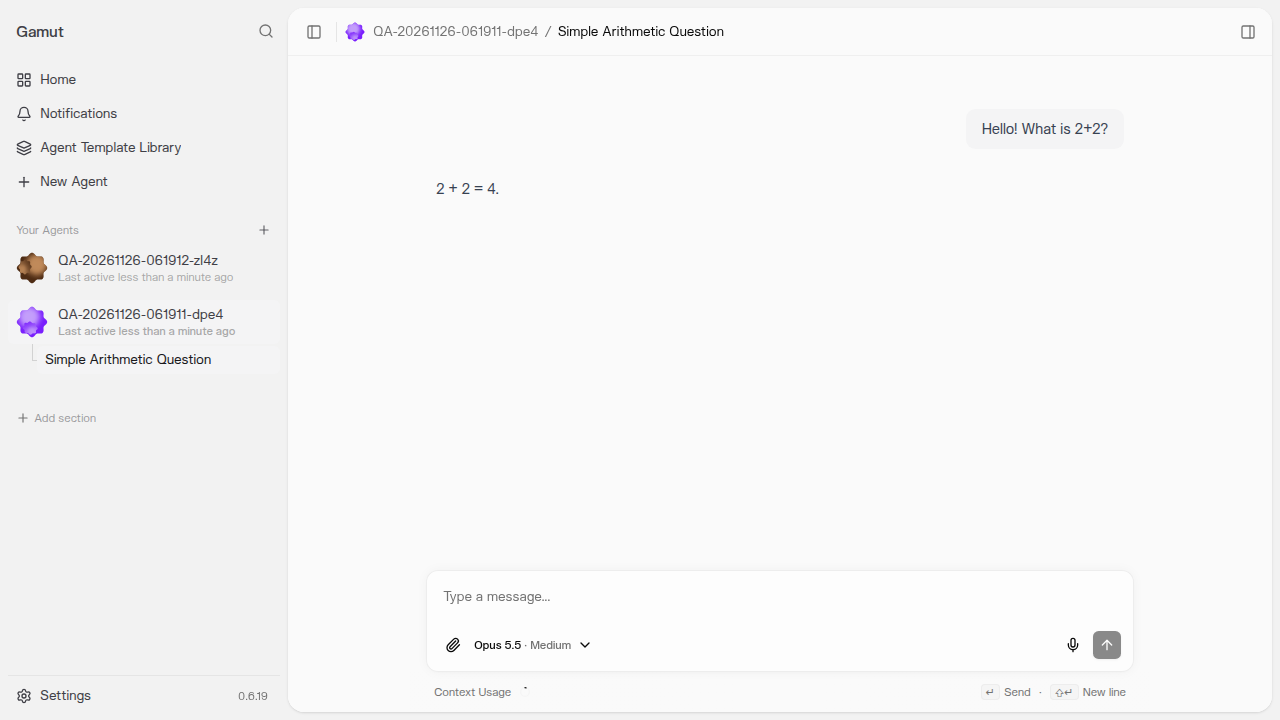 Gamut
Home
Notifications
Agent Template Library
New Agent
Your Agents
QA-20261126-061912-zl4z
Last active less than a minute ago
QA-20261126-061911-dpe4
Last active less than a minute ago
Simple Arithmetic Question
Add section
Settings
0.6.19
QA-20261126-061911-dpe4 / Simple Arithmetic Question
Hello! What is 2+2?
2 + 2 = 4.
Type a message...
Opus 5.5 · Medium
Context Usage
↵ Send · ⇧↵ New line